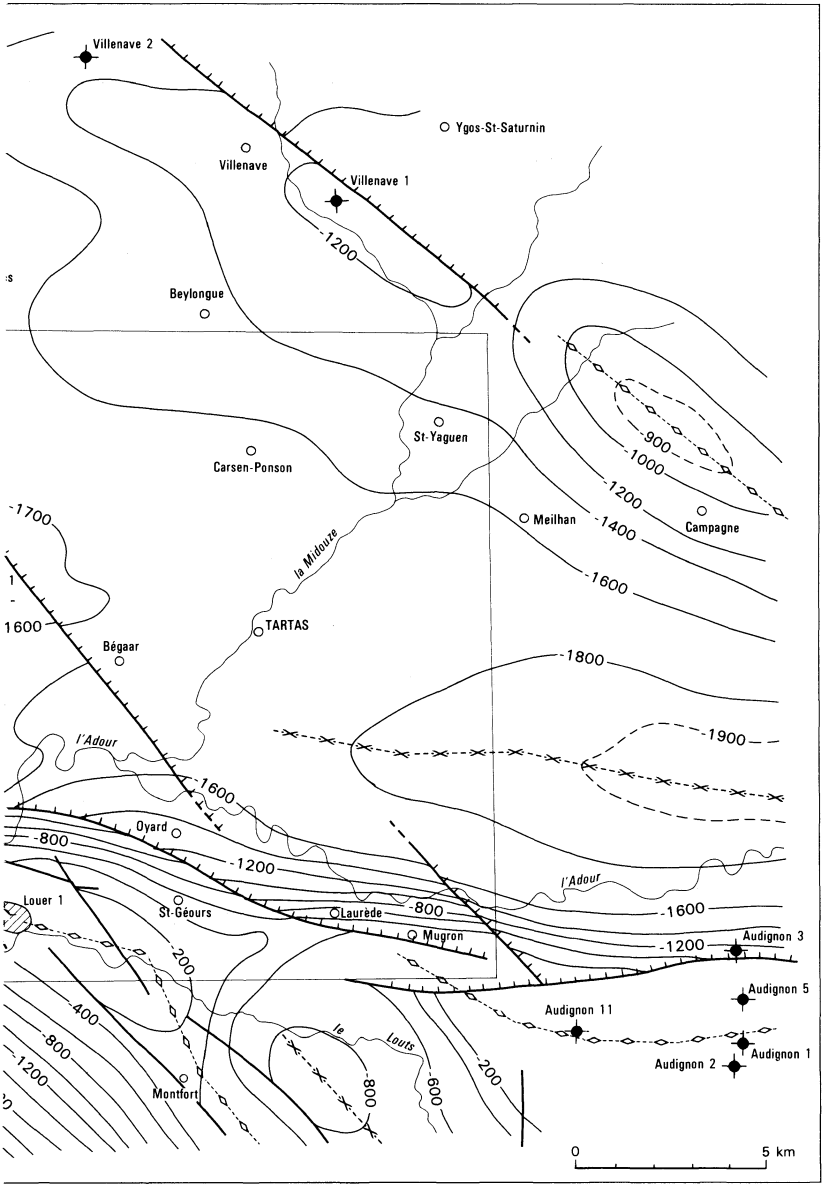 Villenave 2
Ygos-St-Saturnin
Villenave
Villenave 1
-1200
s
Beylongue
St-Yaguen
-900
Carsen-Ponson
-1000
-1200
-1400
Campagne
Meilhan
-1700
la Midouze
-1600
1
-
1600
TARTAS
Bégaar
-1800
l'Adour
-1900
-1600
Oyard
-800
-1200
l'Adour
Louer 1
St-Géours
Laurède
-800
-1600
Mugron
-1200
Audignon 3
-200
Audignon 5
Audignon 11
-400
le Louts
-800
Audignon 1
-200
Audignon 2
-1200
Montfort
-800
-600
0 5 km